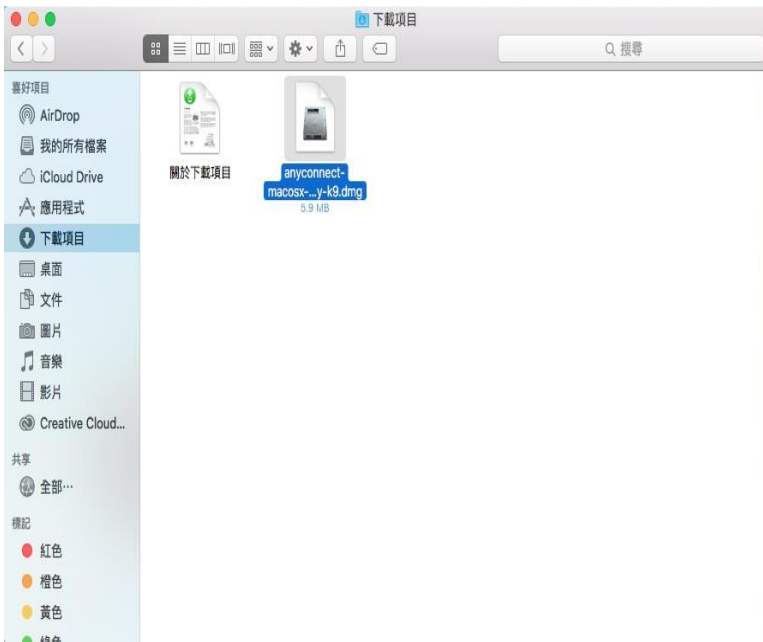 下載項目
搜尋
喜好項目
AirDrop
我的所有檔案
iCloud Drive
應用程式
下載項目
桌面
文件
圖片
音樂
影片
Creative Cloud...
共享
全部…
標記
紅色
橙色
黃色
綠色
關於下載項目
anyconnect-
macosx-...y-k9.dmg
5.9 MB